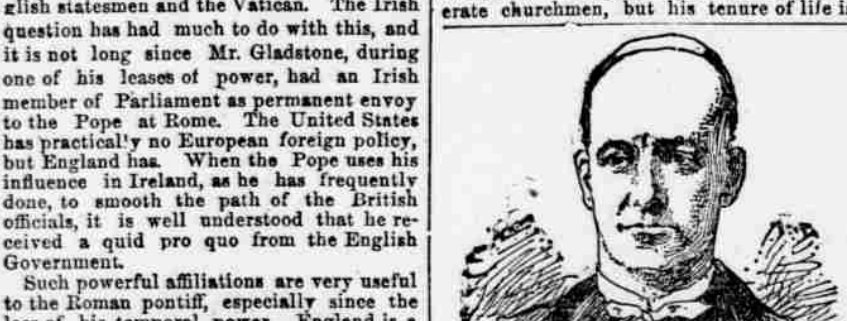 glish statesmen and the Vatican. The Irish
question has had much to do with this, and
it is not long since Mr. Gladstone, during
one of his leases of power, had an Irish
member of Parliament as permanent envoy
to the Pope at Rome. The United States
has practical'y no European foreign policy,
but England has. When the Pope uses his
influence in Ireland, as he has frequently
done, to smooth the path of the British
officials, it is well understood that he re-
ceived a quid pro quo from the English
Government.
Such powerful affiliations are very useful
to the Roman pontiff, especially since the
his temporal power. England is a
erate churchmen, but his tenure of life